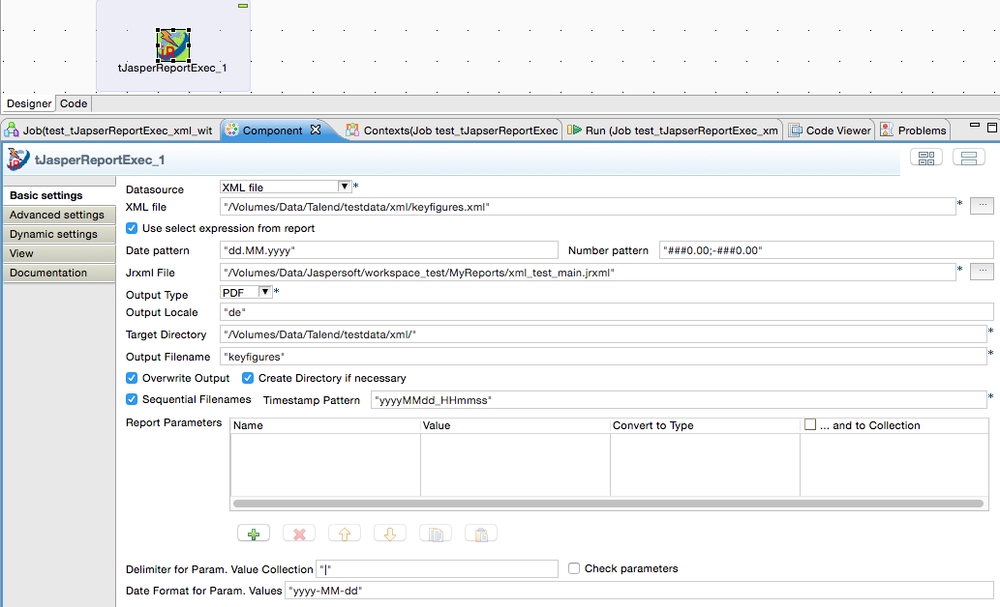 tJasperReportExec_1
Designer Code
Job(test_tJapserReportExec_xml_wit Component Contexts(Job test_tJapserReportExec Run (Job test_tJapserReportExec_xm Code Viewer Problems
tJasperReportExec_1
Basic settings
Advanced settings
Dynamic settings
View
Documentation
Datasource XML file *
XML file "/Volumes/Data/Talend/testdata/xml/keyfigures.xml" * ...
Use select expression from report
Date pattern "dd.MM.yyyy" Number pattern "###0.00;-###0.00"
Jrxml File "/Volumes/Data/Jaspersoft/workspace_test/MyReports/xml_test_main.jrxml" * ...
Output Type PDF *
Output Locale "de"
Target Directory "/Volumes/Data/Talend/testdata/xml/" *
Output Filename "keyfigures" *
Overwrite Output Create Directory if necessary
Sequential Filenames Timestamp Pattern "yyyyMMdd_HHmmss" *
Report Parameters Name Value Convert to Type ... and to Collection
Delimiter for Param. Value Collection "|" Check parameters
Date Format for Param. Values "yyyy-MM-dd"